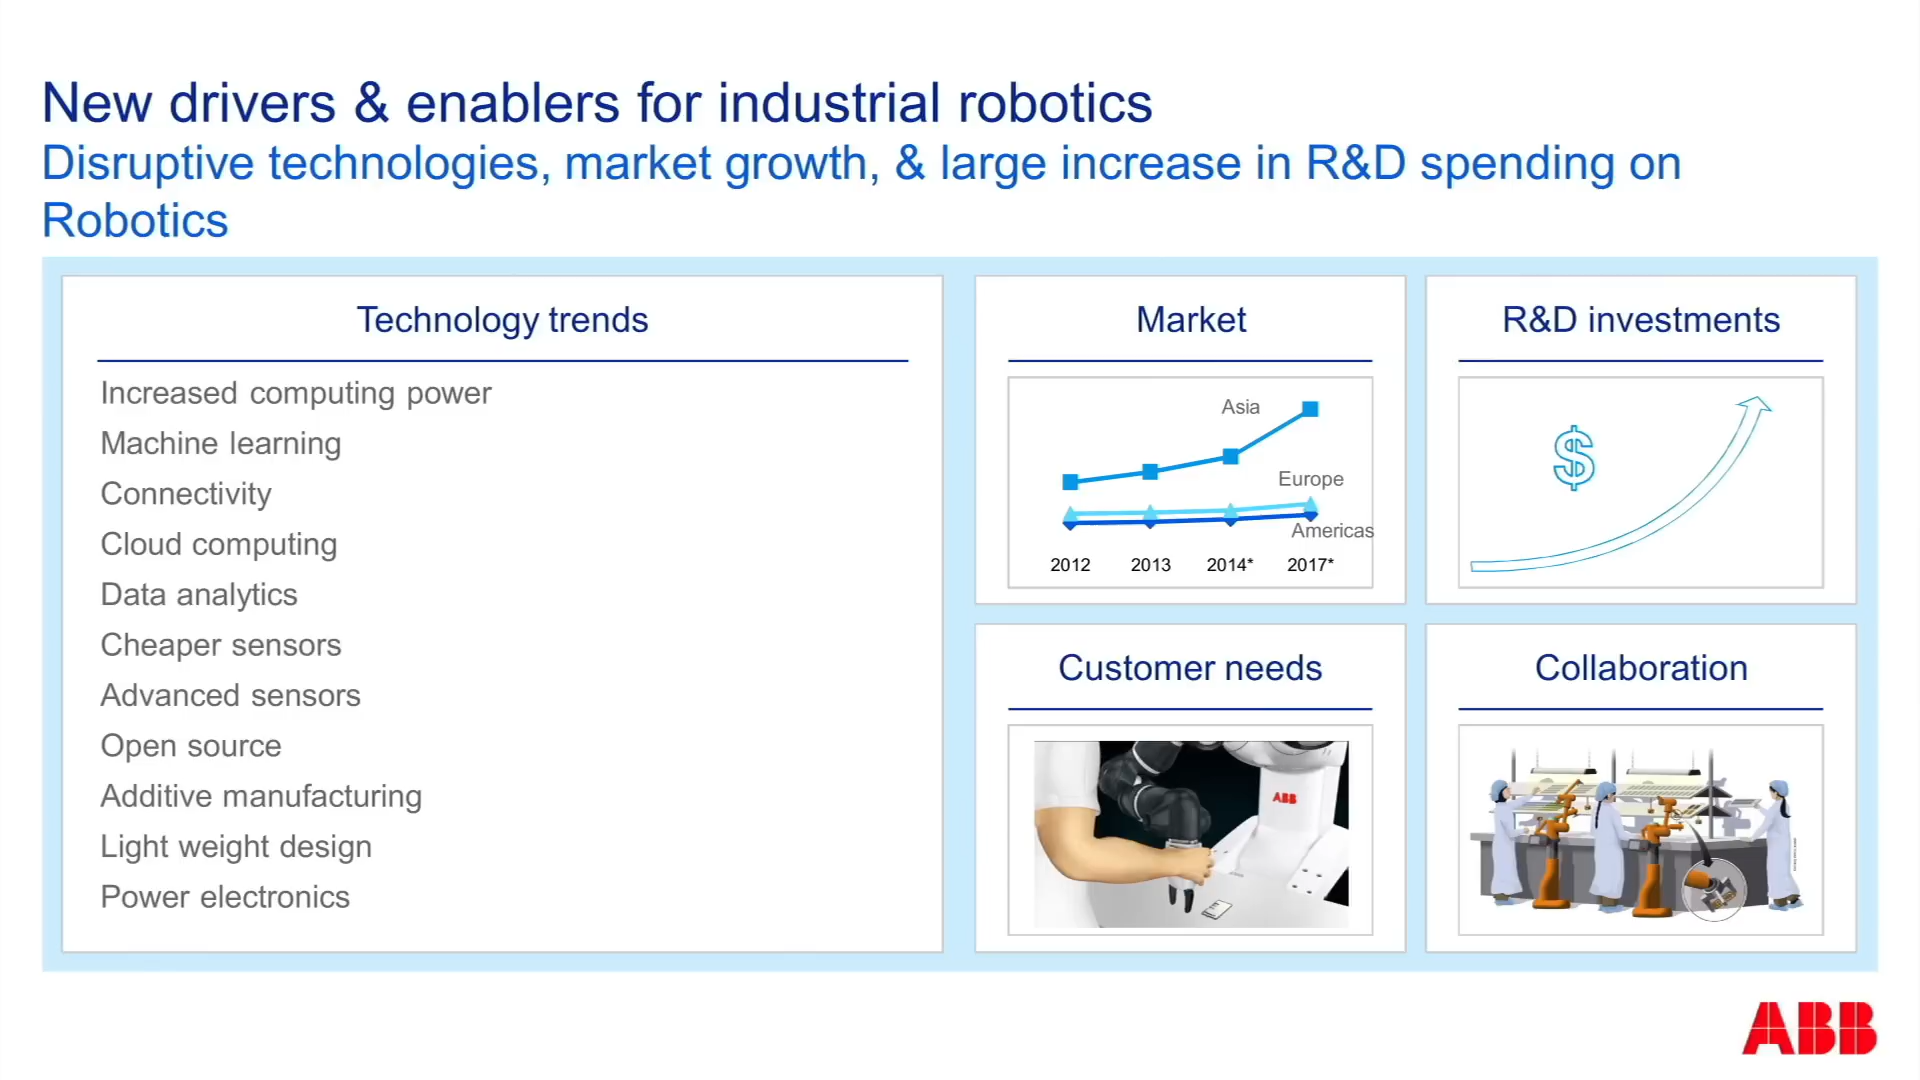 New drivers & enablers for industrial robotics
Disruptive technologies, market growth, & large increase in R&D spending on
Robotics
Technology trends
Increased computing power
Machine learning
Connectivity
Cloud computing
Data analytics
Cheaper sensors
Advanced sensors
Open source
Additive manufacturing
Light weight design
Power electronics
Market
Asia
Europe
Americas
2012 2013 2014* 2017*
R&D investments
$
Customer needs
ABB
Collaboration
ABB